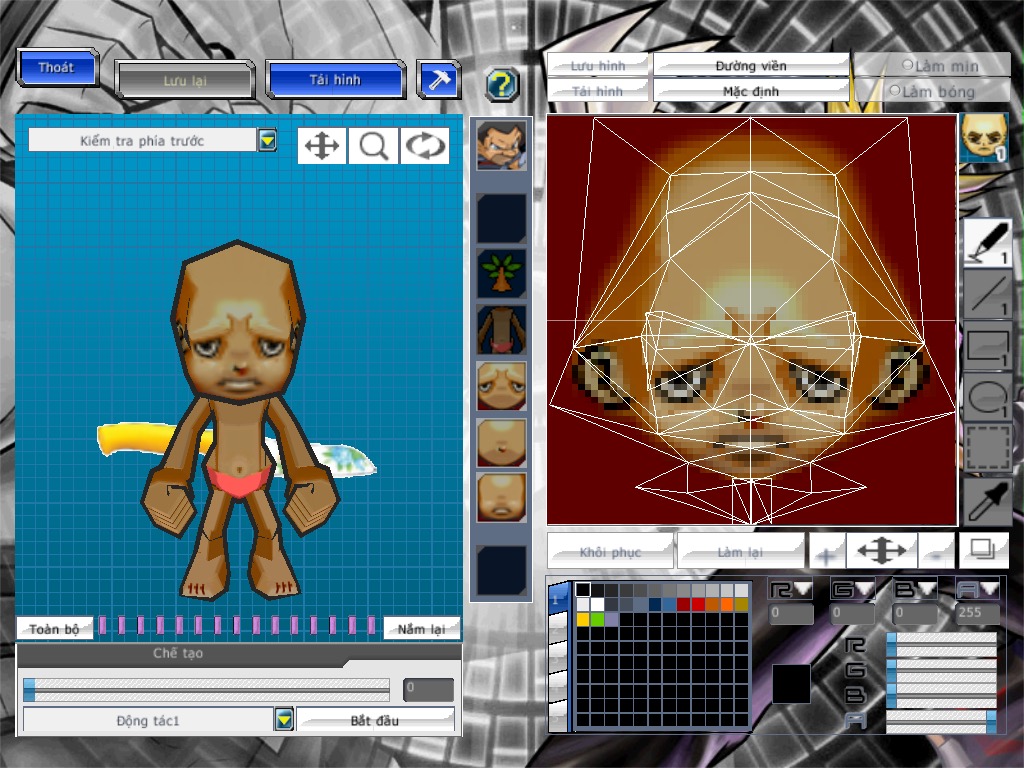 Thoát
Lưu lại
Tải hình
?
Lưu hình
Đường viền
Làm mịn
Tải hình
Mặc định
Làm bóng
Kiểm tra phía trước
1
1
1
Khôi phục
Làm lại
+
-
R G B A
0 0 0 255
R
G
B
A
Toàn bộ
Nắm lại
Chế tạo
0
Động tác1
Bắt đầu